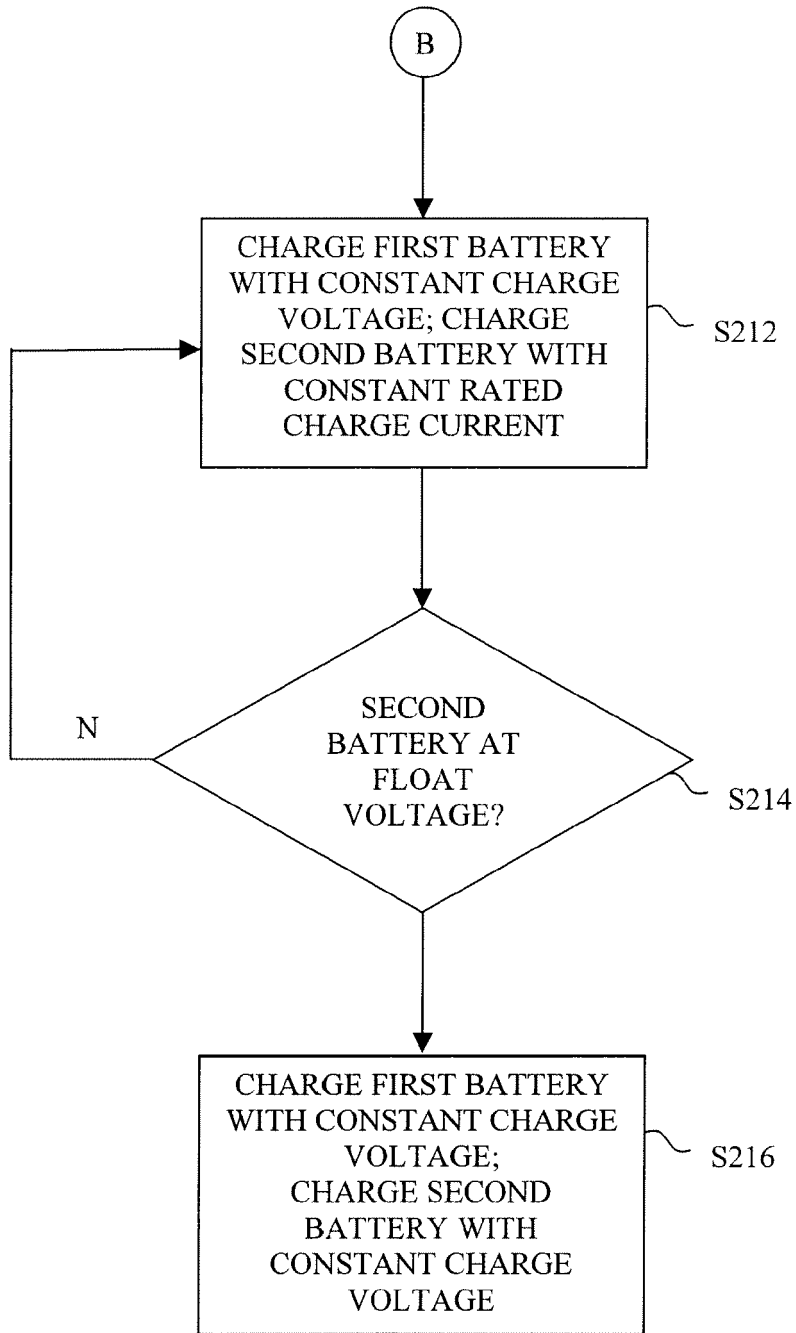 B
CHARGE FIRST BATTERY
WITH CONSTANT CHARGE
VOLTAGE; CHARGE
SECOND BATTERY WITH
CONSTANT RATED
CHARGE CURRENT
S212
SECOND
BATTERY AT
FLOAT
VOLTAGE?
N
S214
CHARGE FIRST BATTERY
WITH CONSTANT CHARGE
VOLTAGE;
CHARGE SECOND
BATTERY WITH
CONSTANT CHARGE
VOLTAGE
S216